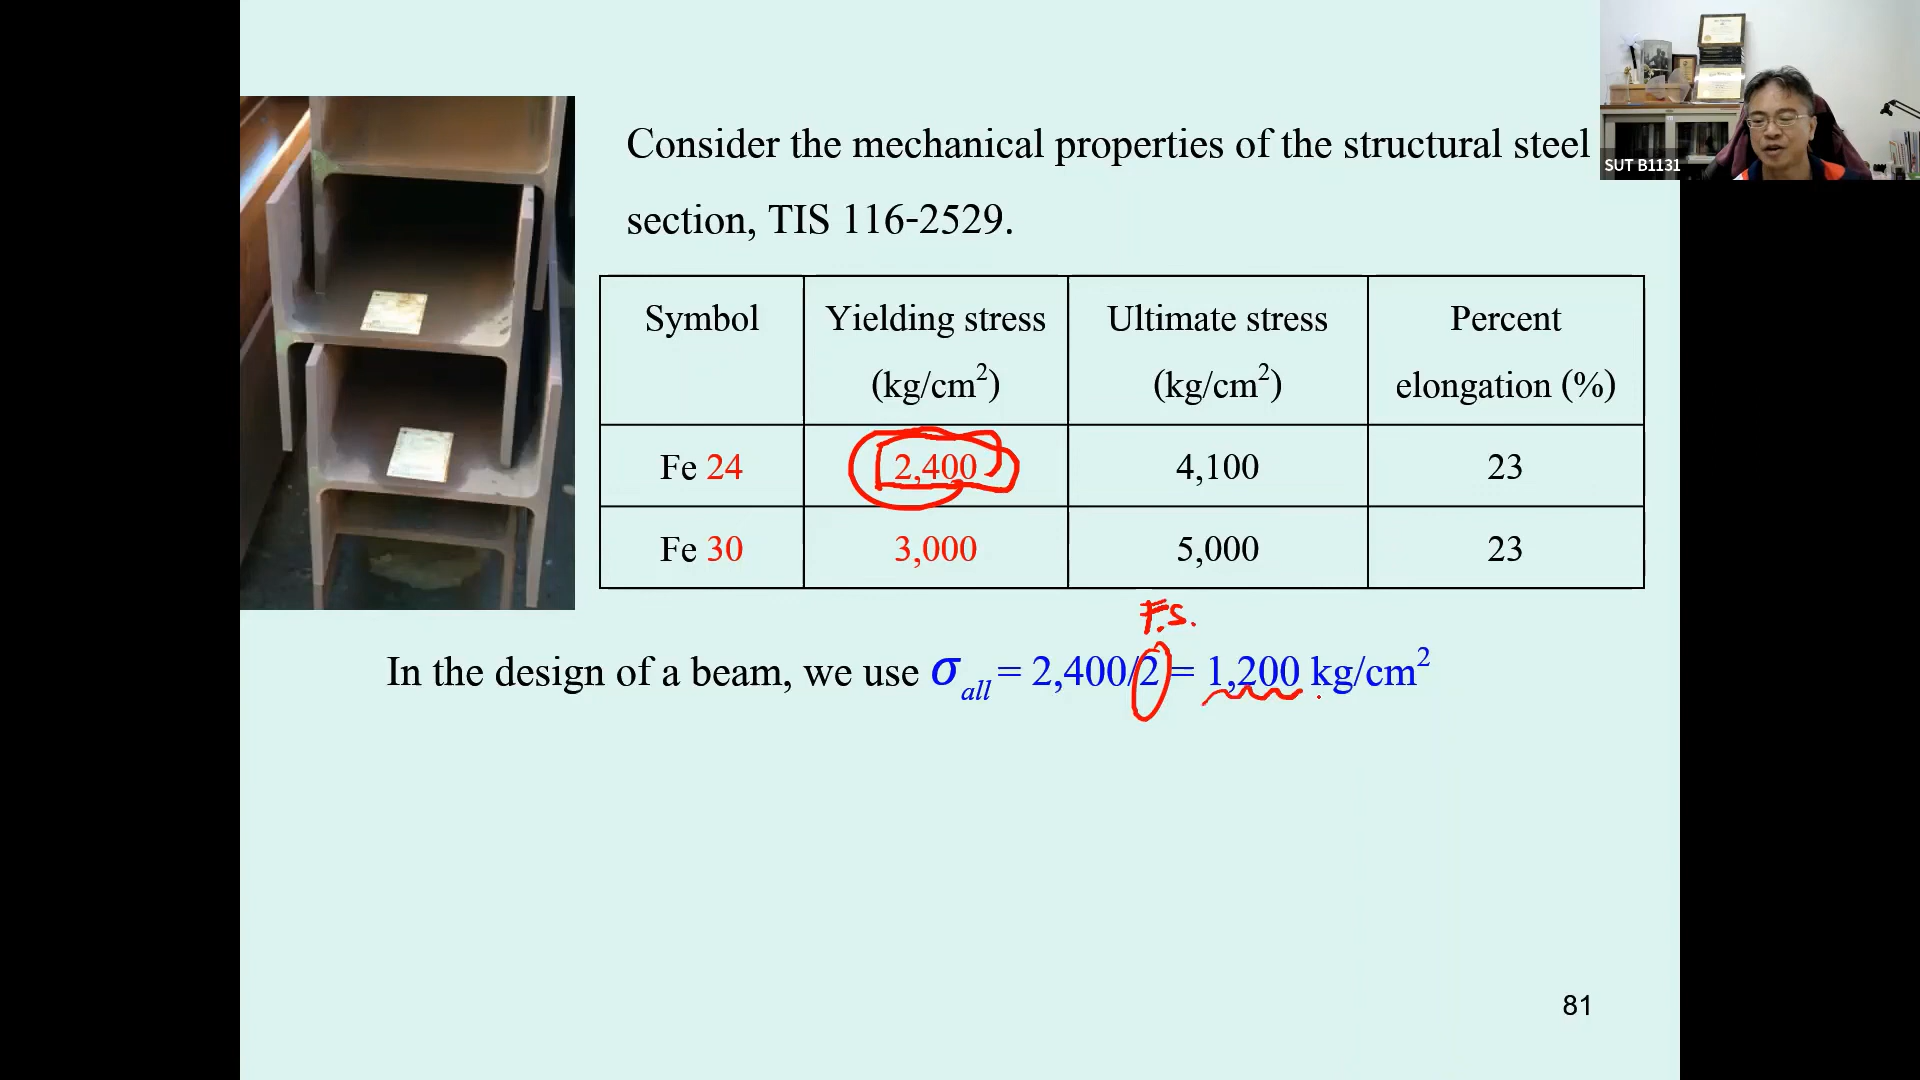 Consider the mechanical properties of the structural steel
section, TIS 116-2529.
SUT B1131
Symbol Yielding stress (kg/cm²) Ultimate stress (kg/cm²) Percent elongation (%)
Fe 24 2,400 4,100 23
Fe 30 3,000 5,000 23
F.S.
In the design of a beam, we use σall = 2,400/2 = 1,200 kg/cm²
81